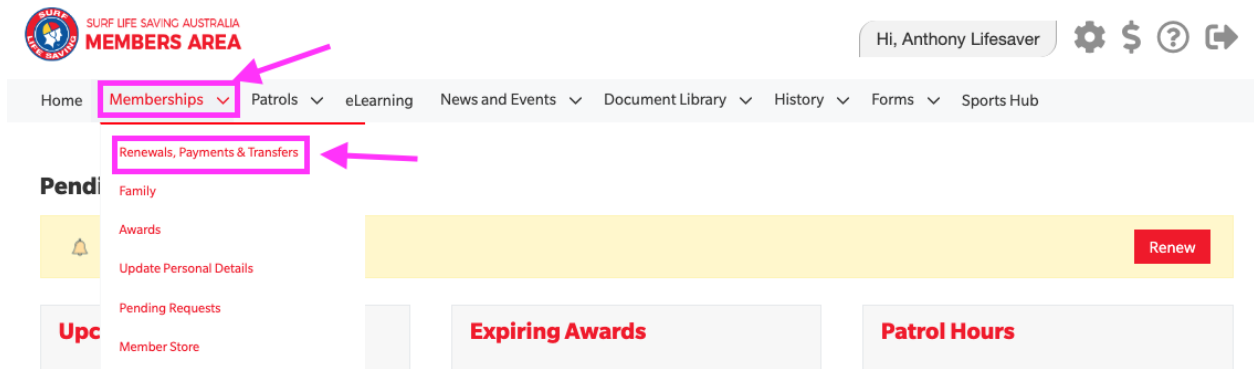 SURF
LIFE SAVING
SURF LIFE SAVING AUSTRALIA
MEMBERS AREA
Hi, Anthony Lifesaver
$ ?
Home Memberships Patrols eLearning News and Events Document Library History Forms Sports Hub
Renewals, Payments & Transfers
Family
Awards
Update Personal Details
Pending Requests
Member Store
Pendi
Renew
Upc
Expiring Awards
Patrol Hours